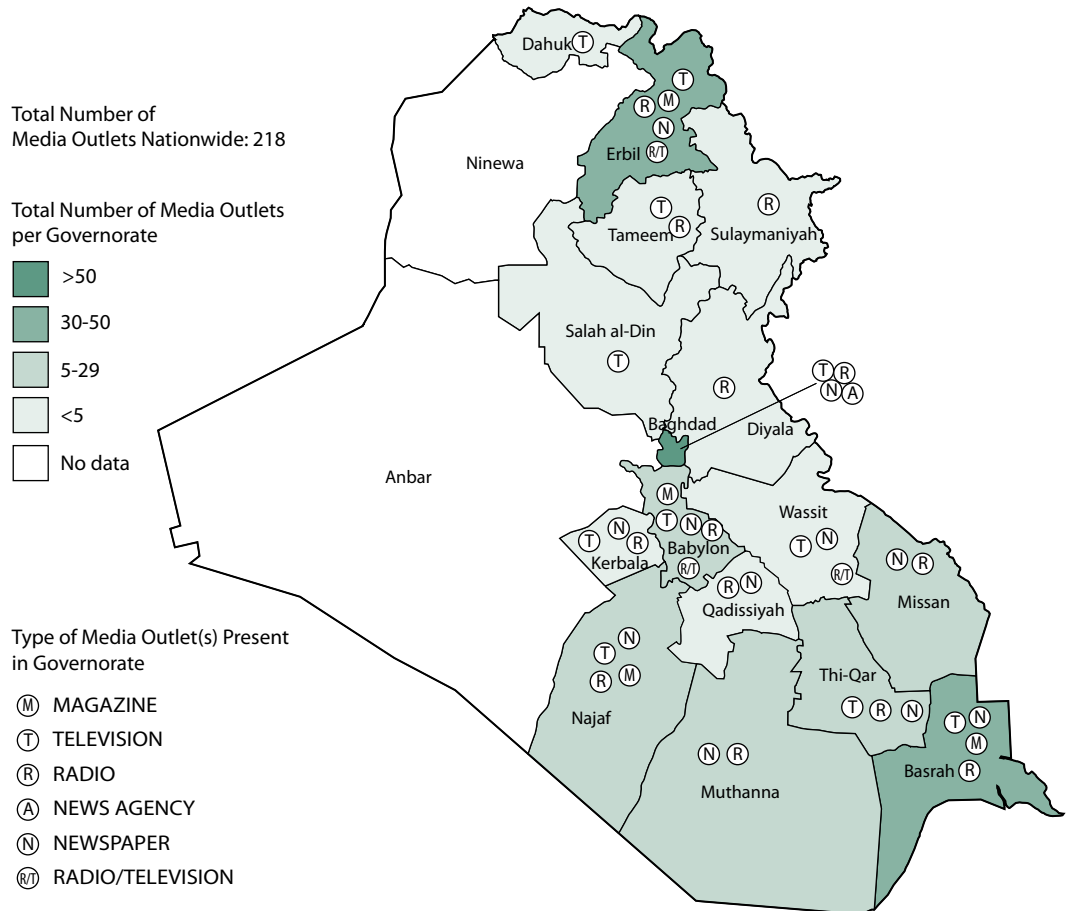 Total Number of
Media Outlets Nationwide: 218
Total Number of Media Outlets
per Governorate
>50
30-50
5-29
<5
No data
Type of Media Outlet(s) Present
in Governorate
M MAGAZINE
T TELEVISION
R RADIO
A NEWS AGENCY
N NEWSPAPER
R/T RADIO/TELEVISION
Dahuk T
Ninewa
T
R M
N
Erbil R/T
T
Tameem R
R
Sulaymaniyah
Salah al-Din
T
T R
N A
R
Baghdad
Diyala
Anbar
M
T N R
Babylon
R/T
N
T R
Kerbala
Wassit
T N
R/T
R N
Qadissiyah
N R
Missan
N
T
R M
Najaf
Thi-Qar
T R N
N R
Muthanna
T N
M
Basrah R